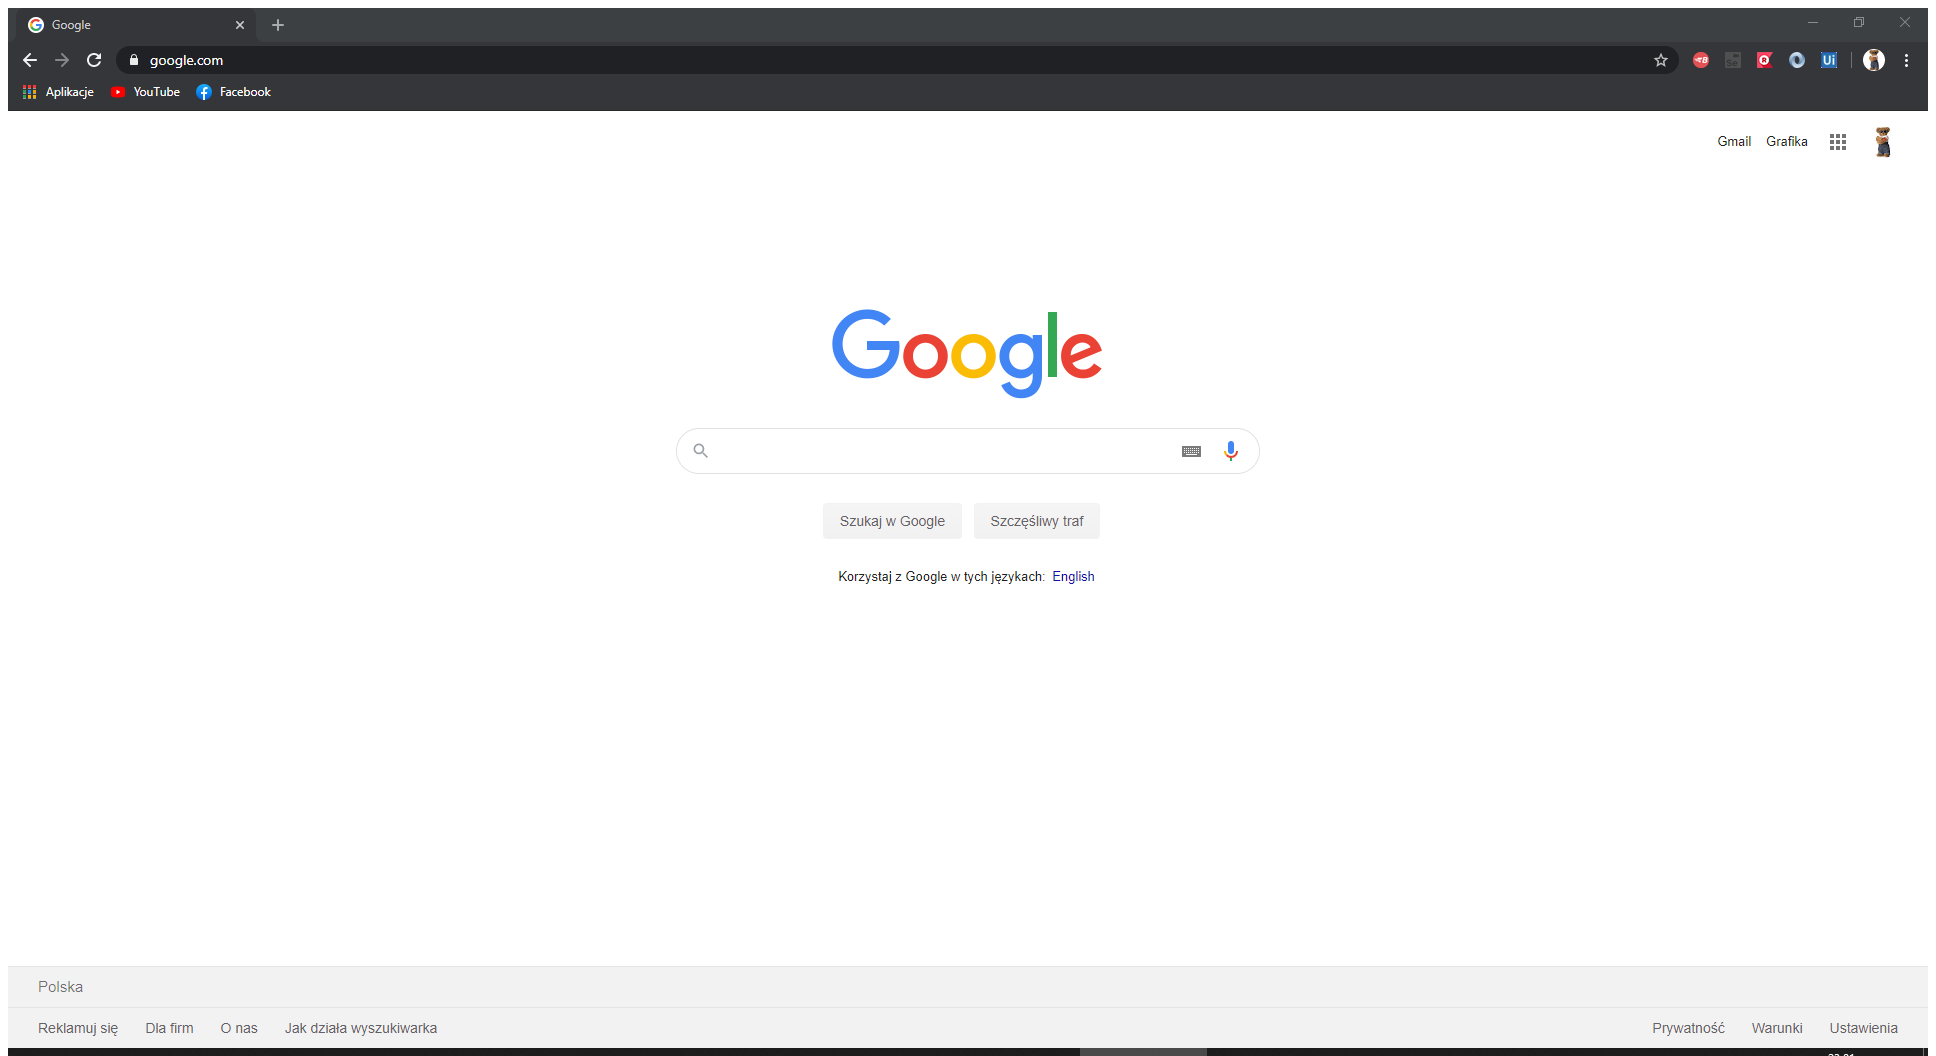 Google
google.com
Ui
Aplikacje YouTube Facebook
Gmail Grafika
Google
Szukaj w Google Szczęśliwy traf
Korzystaj z Google w tych językach: English
Polska
Reklamuj się Dla firm O nas Jak działa wyszukiwarka Prywatność Warunki Ustawienia